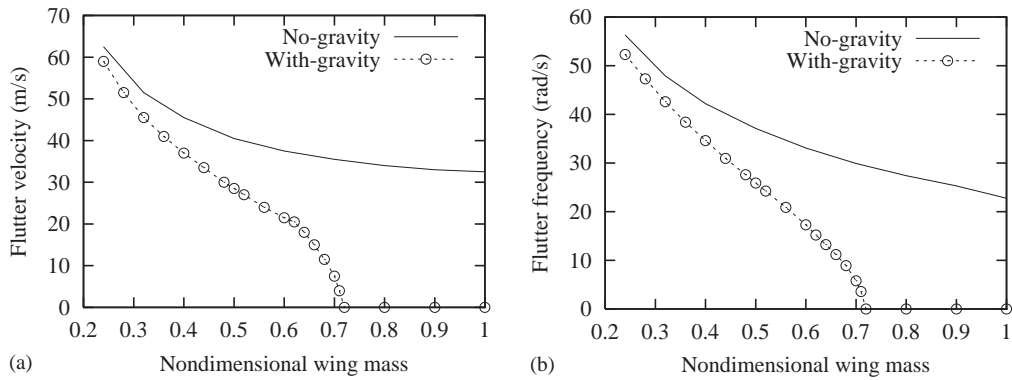 70
60
50
40
30
20
10
0
Flutter velocity (m/s)
No-gravity
With-gravity
0.2 0.3 0.4 0.5 0.6 0.7 0.8 0.9 1
(a) Nondimensional wing mass
60
50
40
30
20
10
0
Flutter frequency (rad/s)
No-gravity
With-gravity
0.2 0.3 0.4 0.5 0.6 0.7 0.8 0.9 1
(b) Nondimensional wing mass